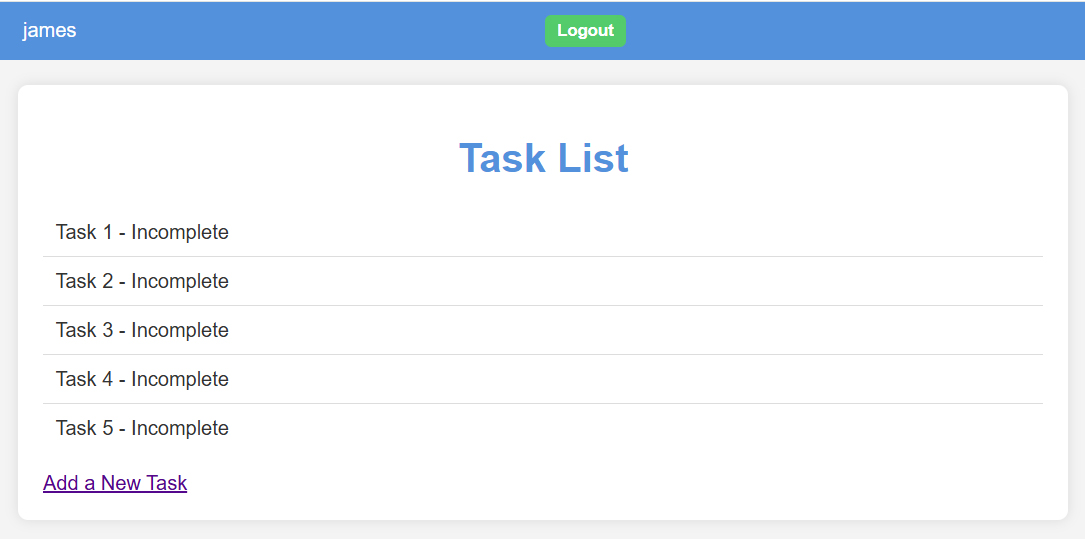 james
Logout
Task List
Task 1 - Incomplete
Task 2 - Incomplete
Task 3 - Incomplete
Task 4 - Incomplete
Task 5 - Incomplete
Add a New Task